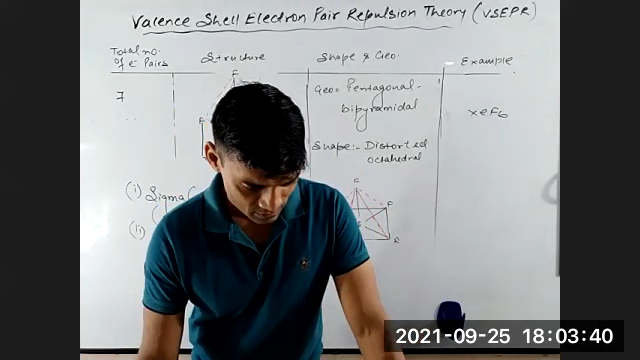 Valence Shell Electron Pair Repulsion Theory (VSEPR)
Total no. of e⁻ Pairs
Structure
Shape & Geo.
Example
7
F
F
Geo = Pentagonal-
bipyramidal
XeF6
Shape:- Distorted
octahedral
(i) Sigma
(ii)
F
F
2021-09-25 18:03:40